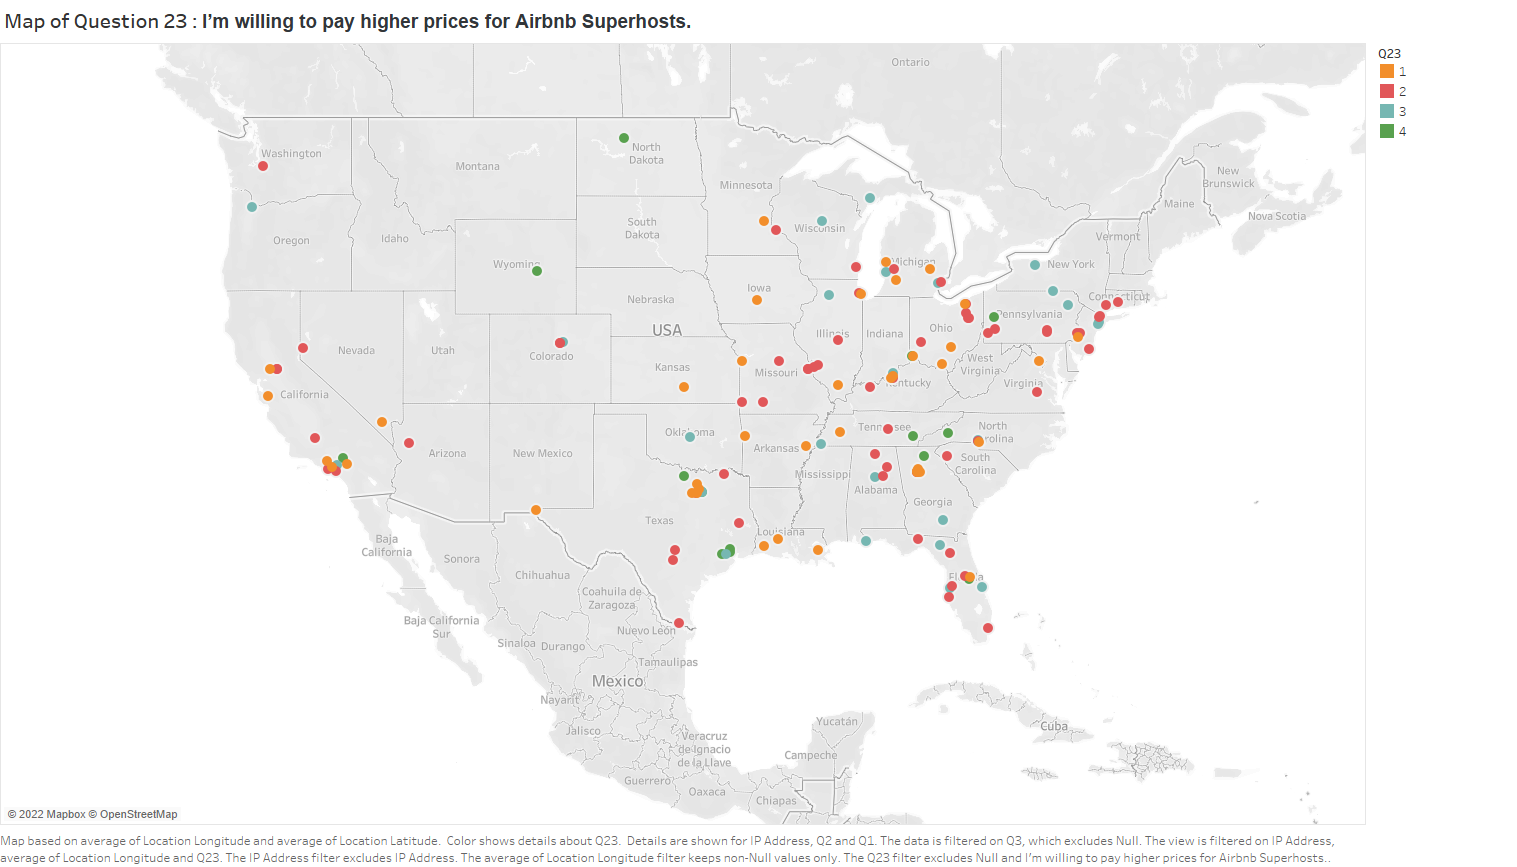 Map of Question 23 : I'm willing to pay higher prices for Airbnb Superhosts.
Q23
1
2
3
4
Ontario
Washington
Montana
North
Dakota
Minnesota
New
Brunswick
Maine
Nova Scotia
Oregon
Idaho
South
Dakota
Wisconsin
Vermont
Wyoming
Michigan
New York
Iowa
Nebraska
Connecticut
Pennsylvania
USA
Illinois
Indiana
Ohio
Nevada
Utah
Colorado
West
Virginia
Kansas
Missouri
Kentucky
Virginia
California
Oklahoma
Tennessee
North
Arizona
New Mexico
Arkansas
South
Carolina
Mississippi
Alabama
Georgia
Texas
Louisiana
Baja
California
Sonora
Chihuahua
Coahuila de
Zaragoza
Baja California
Sur
Nuevo León
Sinaloa
Durango
Tamaulipas
Mexico
Nayarit
Yucatán
Cuba
Jalisco
Veracruz
de Ignacio
de la Llave
Campeche
Guerrero
Oaxaca
Chiapas
© 2022 Mapbox © OpenStreetMap
Map based on average of Location Longitude and average of Location Latitude.  Color shows details about Q23.  Details are shown for IP Address, Q2 and Q1. The data is filtered on Q3, which excludes Null. The view is filtered on IP Address,
average of Location Longitude and Q23. The IP Address filter excludes IP Address. The average of Location Longitude filter keeps non-Null values only. The Q23 filter excludes Null and I'm willing to pay higher prices for Airbnb Superhosts..